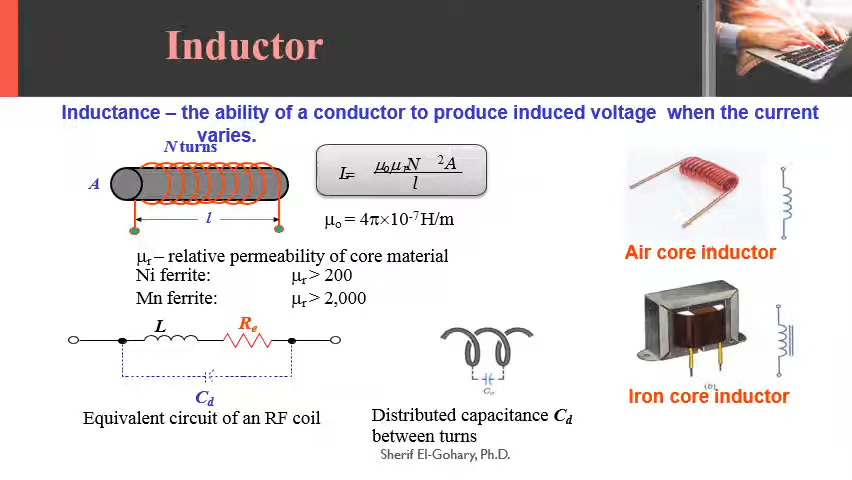 Inductor
Inductance – the ability of a conductor to produce induced voltage when the current
varies.
N turns
A
l
L= μoμrN 2A
l
μo = 4π×10-7 H/m
μr – relative permeability of core material
Ni ferrite: μr > 200
Mn ferrite: μr > 2,000
L
Re
Cd
Equivalent circuit of an RF coil
Distributed capacitance Cd
between turns
Sherif El-Gohary, Ph.D.
Air core inductor
(b)
Iron core inductor